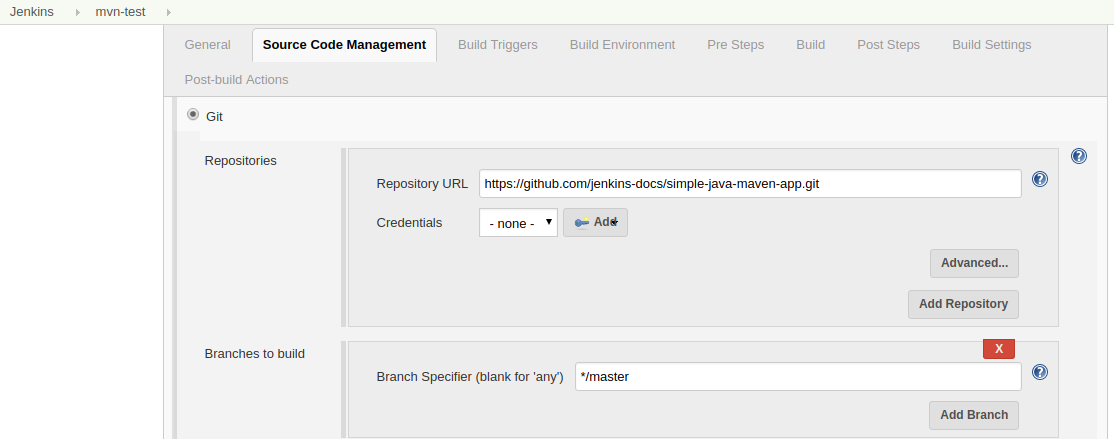 Jenkins mvn-test
General Source Code Management Build Triggers Build Environment Pre Steps Build Post Steps Build Settings
Post-build Actions
Git
Repositories
Repository URL https://github.com/jenkins-docs/simple-java-maven-app.git
Credentials - none - Add
Advanced...
Add Repository
Branches to build
X
Branch Specifier (blank for 'any') */master
Add Branch